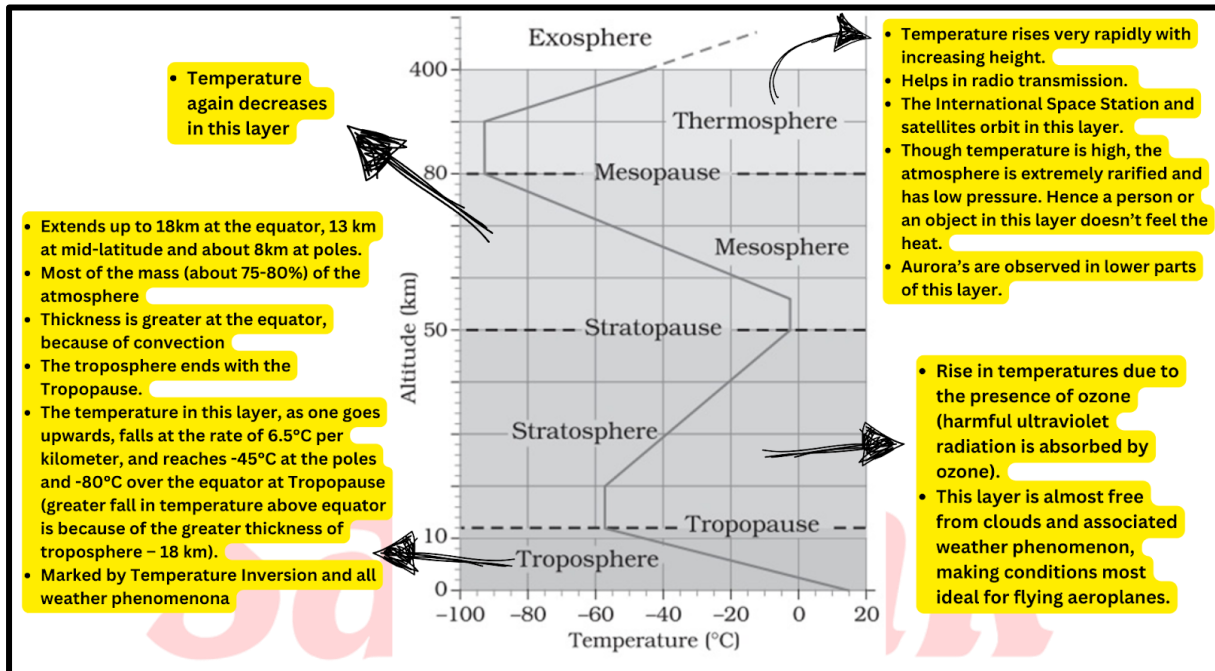 • Temperature
again decreases
in this layer
• Extends up to 18km at the equator, 13 km
at mid-latitude and about 8km at poles.
• Most of the mass (about 75-80%) of the
atmosphere
• Thickness is greater at the equator,
because of convection
• The troposphere ends with the
Tropopause.
• The temperature in this layer, as one goes
upwards, falls at the rate of 6.5°C per
kilometer, and reaches -45°C at the poles
and -80°C over the equator at Tropopause
(greater fall in temperature above equator
is because of the greater thickness of
troposphere – 18 km).
• Marked by Temperature Inversion and all
weather phenomenona
Exosphere
400
Thermosphere
80
Mesopause
Mesosphere
Altitude (km)
50
Stratopause
Stratosphere
Tropopause
10
Troposphere
0
−100 −80 −60 −40 −20 0 20
Temperature (°C)
• Temperature rises very rapidly with
increasing height.
• Helps in radio transmission.
• The International Space Station and
satellites orbit in this layer.
• Though temperature is high, the
atmosphere is extremely rarified and
has low pressure. Hence a person or
an object in this layer doesn't feel the
heat.
• Aurora's are observed in lower parts
of this layer.
• Rise in temperatures due to
the presence of ozone
(harmful ultraviolet
radiation is absorbed by
ozone).
• This layer is almost free
from clouds and associated
weather phenomenon,
making conditions most
ideal for flying aeroplanes.